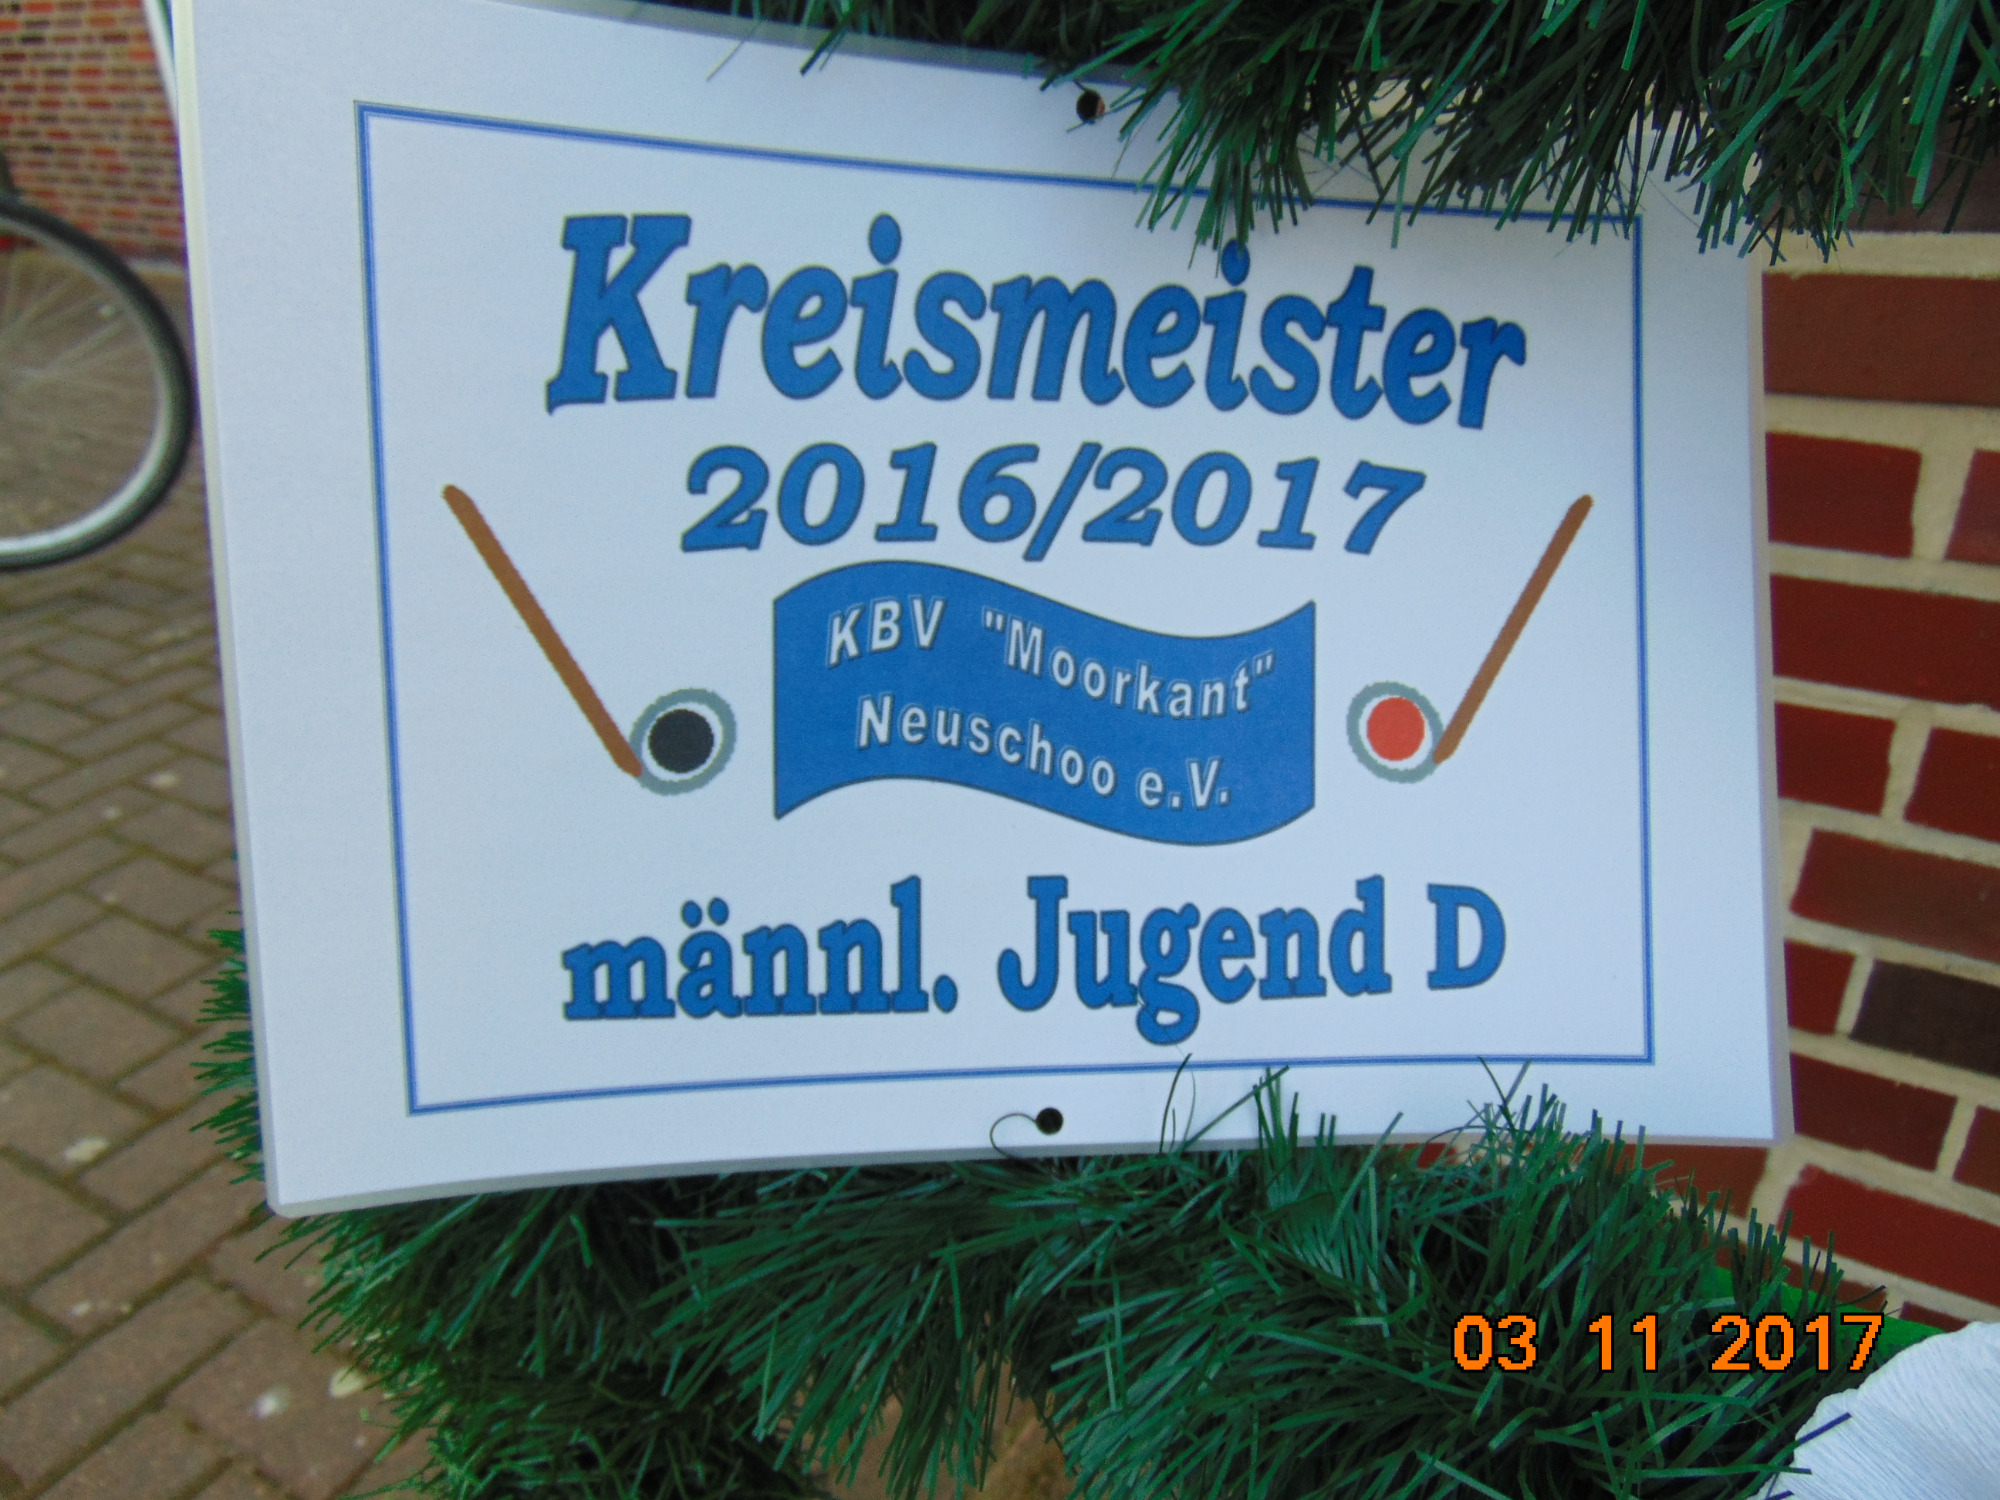 Kreismeister
2016/2017
KBV "Moorkant"
Neuschoo e.V.
männl. Jugend D
03 11 2017